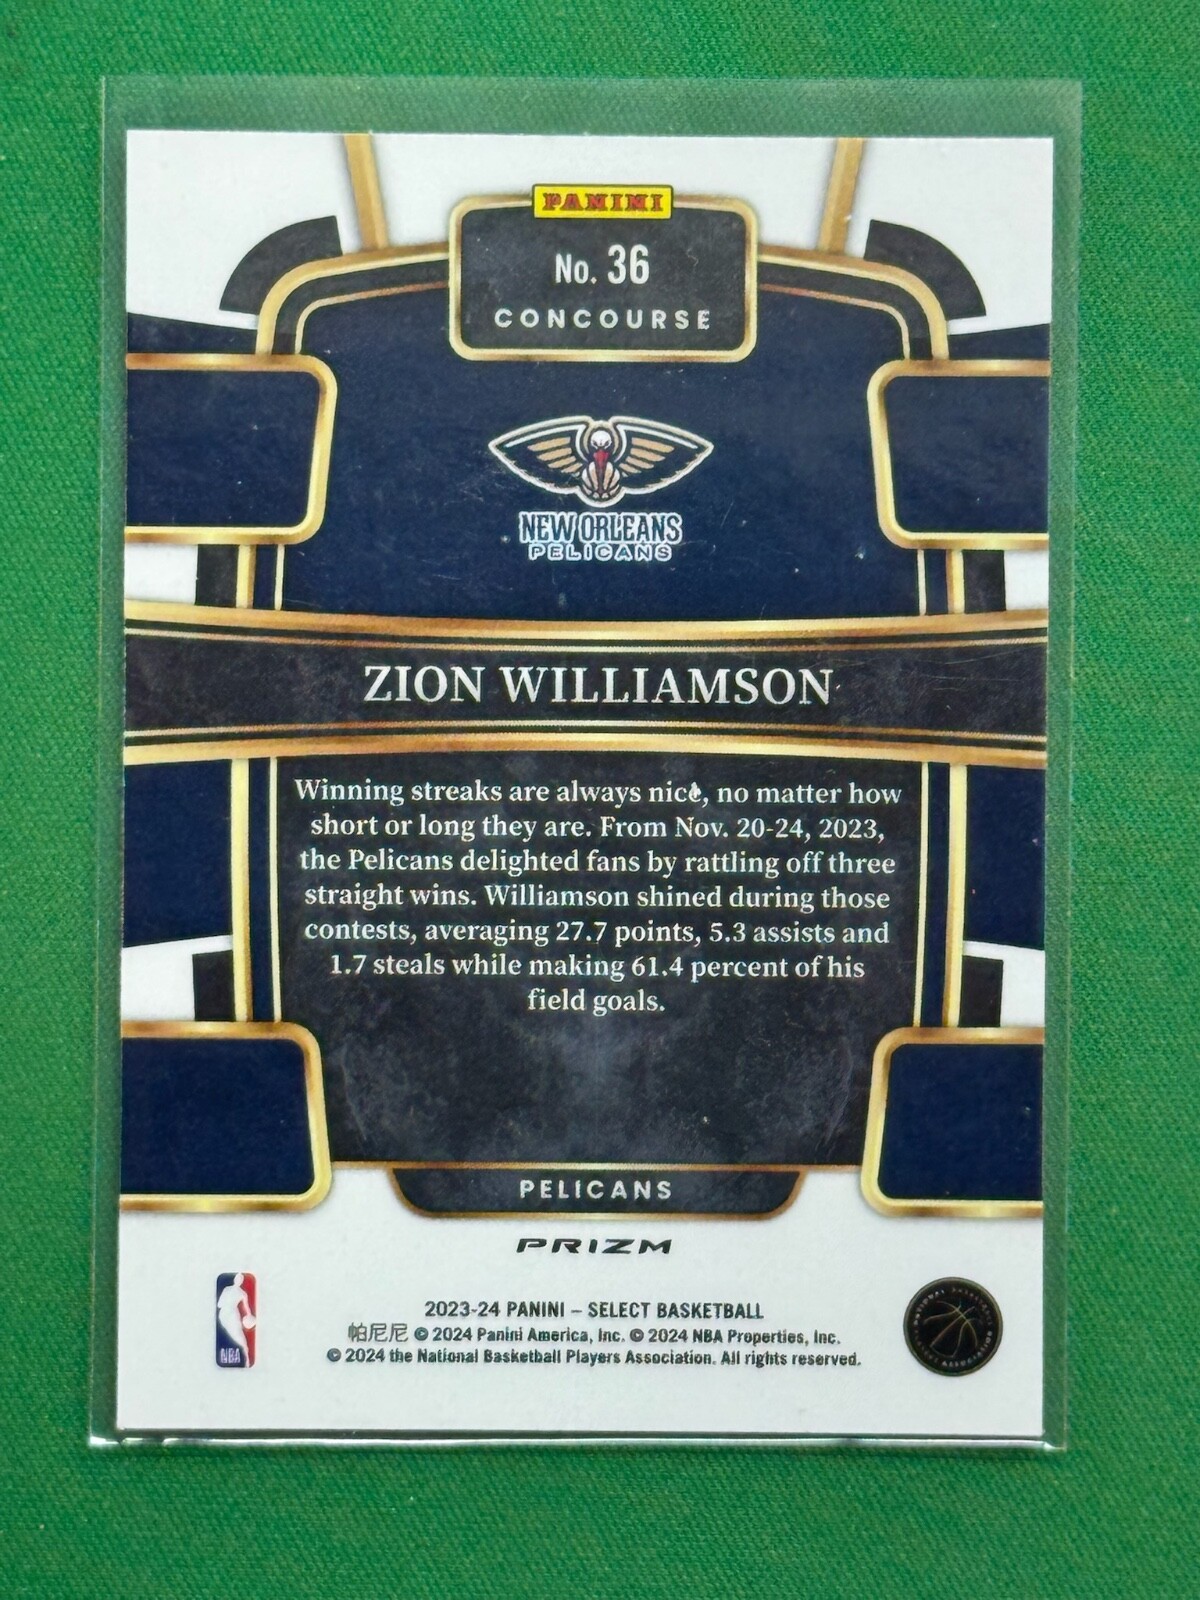 PANINI
No. 36
CONCOURSE
NEW ORLEANS
PELICANS
ZION WILLIAMSON
Winning streaks are always nice, no matter how
short or long they are. From Nov. 20-24, 2023,
the Pelicans delighted fans by rattling off three
straight wins. Williamson shined during those
contests, averaging 27.7 points, 5.3 assists and
1.7 steals while making 61.4 percent of his
field goals.
PELICANS
PRIZM
2023-24 PANINI – SELECT BASKETBALL
帕尼尼 © 2024 Panini America, Inc. © 2024 NBA Properties, Inc.
© 2024 the National Basketball Players Association. All rights reserved.
NBA